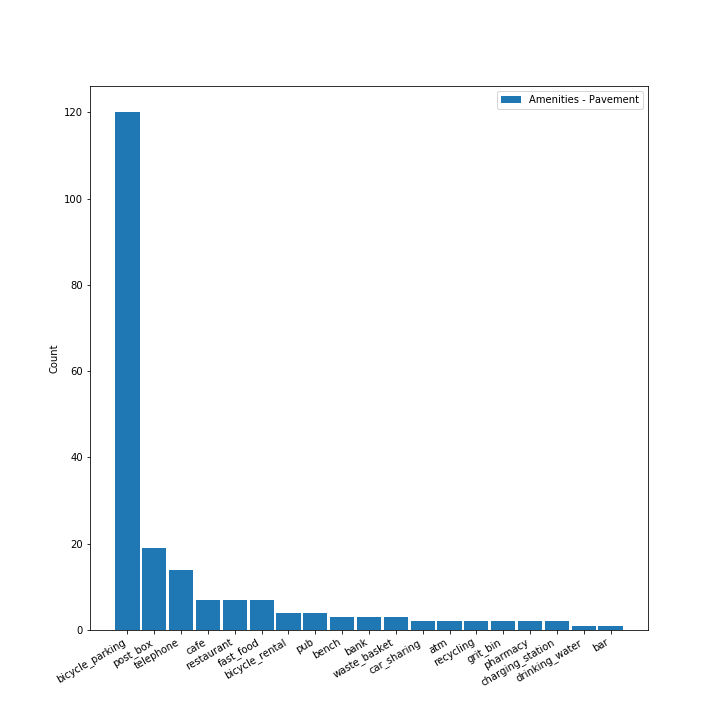 Amenities - Pavement
120
100
80
60
40
20
0
Count
bicycle_parking
post_box
telephone
cafe
restaurant
fast_food
bicycle_rental
pub
bench
bank
waste_basket
car_sharing
atm
recycling
grit_bin
pharmacy
charging_station
drinking_water
bar